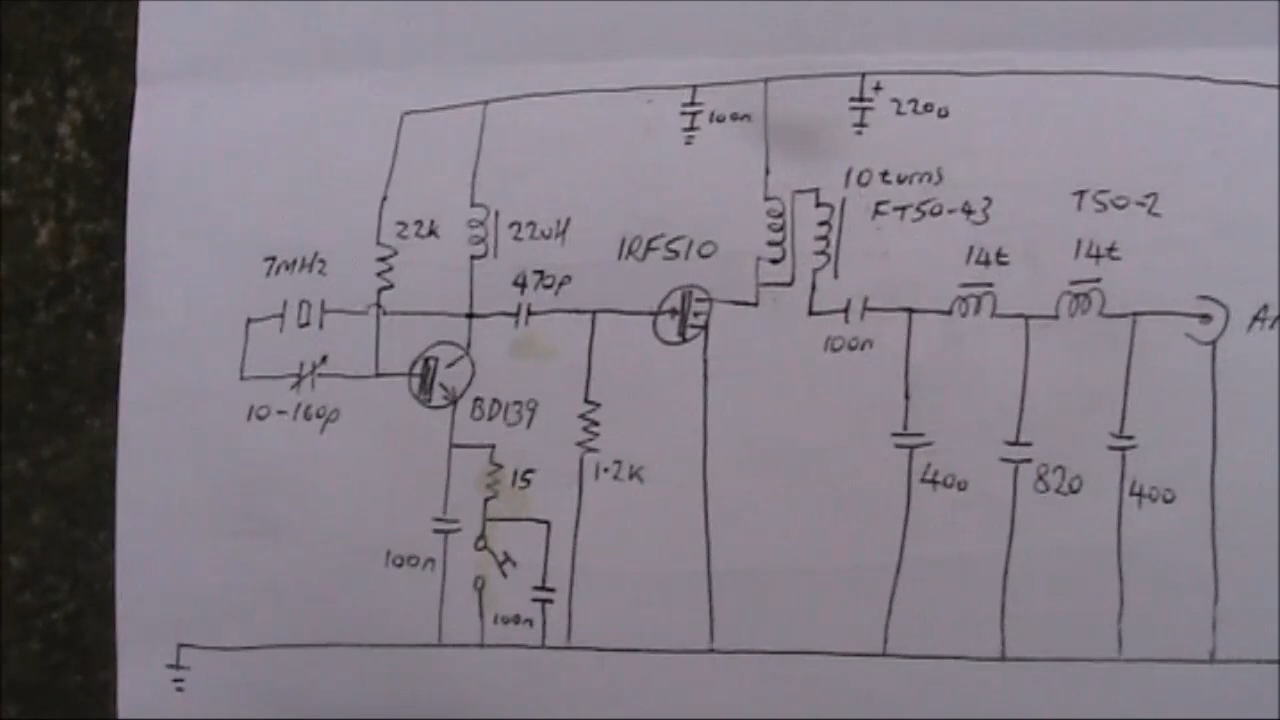 100n
2200
10 turns
FT50-43
T50-2
22k
22uH
IRF510
14t
14t
7MHz
470p
100n
10-160p
BD139
15
1.2K
400
820
400
100n
100n